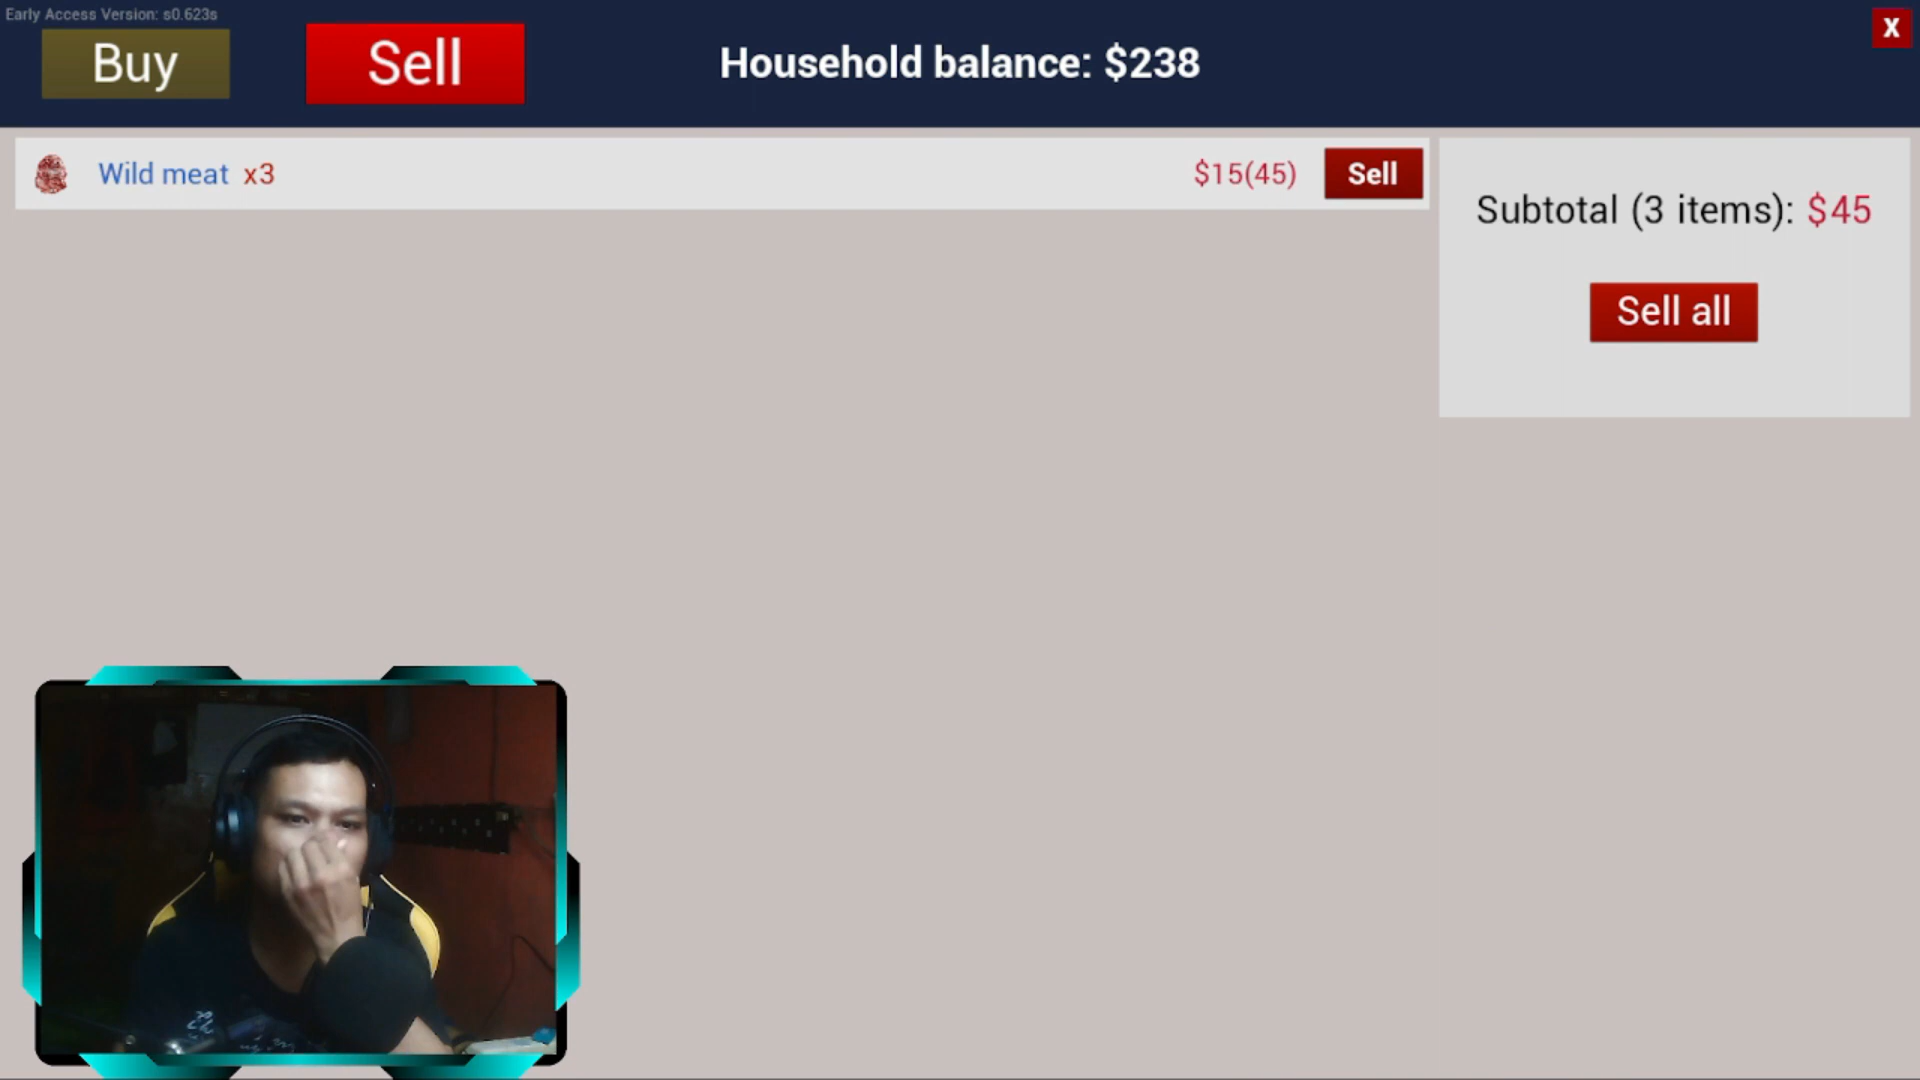 Early Access Version: s0.623s
Buy
Sell
Household balance: $238
X
Wild meat x3
$15(45)
Sell
Subtotal (3 items): $45
Sell all